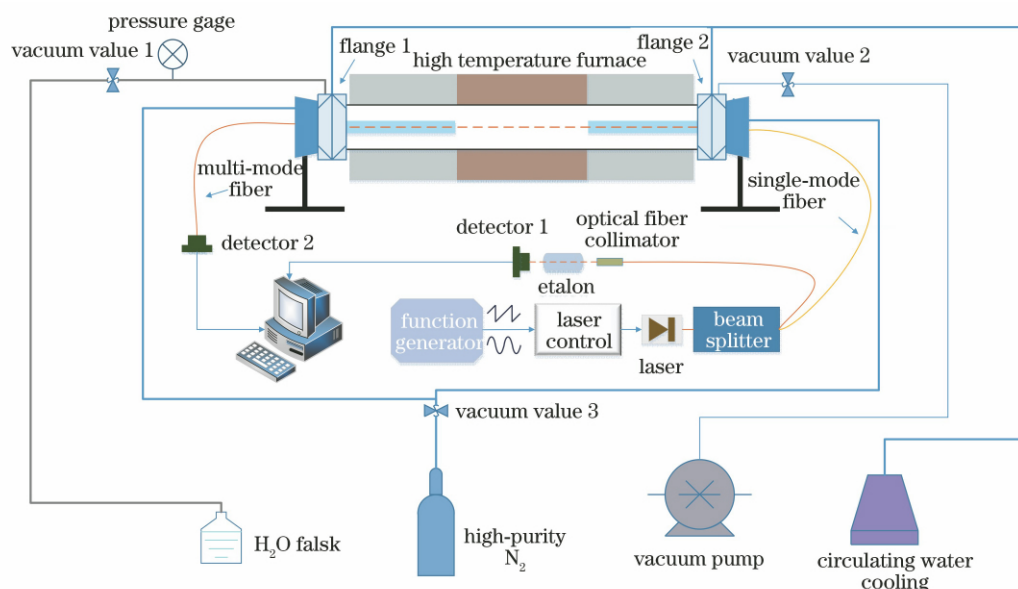 pressure gage
vacuum value 1
flange 1
flange 2
vacuum value 2
high temperature furnace
multi-mode
fiber
single-mode
fiber
detector 2
detector 1
optical fiber
collimator
etalon
function
generator
laser
control
laser
beam
splitter
vacuum value 3
H₂O falsk
high-purity
N₂
vacuum pump
circulating water
cooling